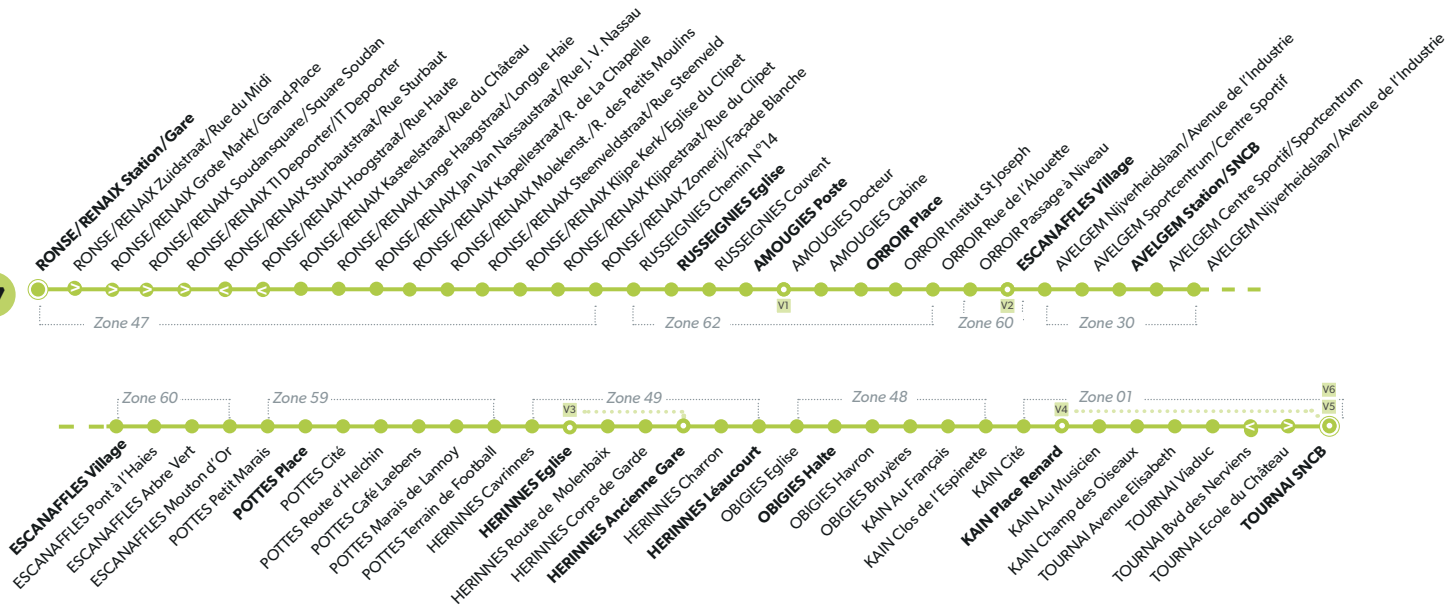 RONSE/RENAIX Station/Gare
RONSE/RENAIX Zuidstraat/Rue du Midi
RONSE/RENAIX Grote Markt/Grand-Place
RONSE/RENAIX Soudansquare/Square Soudan
RONSE/RENAIX TI Depoorter/IT Depoorter
RONSE/RENAIX Sturbautstraat/Rue Sturbaut
RONSE/RENAIX Hoogstraat/Rue Haute
RONSE/RENAIX Kasteelstraat/Rue du Château
RONSE/RENAIX Lange Haagstraat/Longue Haie
RONSE/RENAIX Jan Van Nassaustraat/Rue J. V. Nassau
RONSE/RENAIX Kapellestraat/R. de La Chapelle
RONSE/RENAIX Molekenst./R. des Petits Moulins
RONSE/RENAIX Steenveldstraat/Rue Steenveld
RONSE/RENAIX Klijpe Kerk/Eglise du Clipet
RONSE/RENAIX Klijpestraat/Rue du Clipet
RONSE/RENAIX Zomerij/Façade Blanche
RUSSEIGNIES Chemin N°14
RUSSEIGNIES Eglise
RUSSEIGNIES Couvent
AMOUGIES Poste
AMOUGIES Docteur
AMOUGIES Cabine
ORROIR Place
ORROIR Institut St Joseph
ORROIR Rue de l'Alouette
ORROIR Passage à Niveau
ESCANAFFLES Village
AVELGEM Nijverheidslaan/Avenue de l'Industrie
AVELGEM Sportcentrum/Centre Sportif
AVELGEM Station/SNCB
AVELGEM Centre Sportif/Sportcentrum
AVELGEM Nijverheidslaan/Avenue de l'Industrie
V1
V2
Zone 47
Zone 62
Zone 60
Zone 30
Zone 60
Zone 59
Zone 49
Zone 48
Zone 01
V3
V4
V6
V5
ESCANAFFLES Village
ESCANAFFLES Pont à l'Haies
ESCANAFFLES Arbre Vert
ESCANAFFLES Mouton d'Or
POTTES Petit Marais
POTTES Place
POTTES Cité
POTTES Route d'Helchin
POTTES Café Laebens
POTTES Marais de Lannoy
POTTES Terrain de Football
HERINNES Cavrinnes
HERINNES Eglise
HERINNES Route de Molenbaix
HERINNES Corps de Garde
HERINNES Ancienne Gare
HERINNES Charron
HERINNES Léaucourt
OBIGIES Eglise
OBIGIES Halte
OBIGIES Havron
OBIGIES Bruyères
KAIN Au Français
KAIN Clos de l'Espinette
KAIN Cité
KAIN Place Renard
KAIN Au Musicien
KAIN Champ des Oiseaux
TOURNAI Avenue Elisabeth
TOURNAI Viaduc
TOURNAI Bvd des Nerviens
TOURNAI Ecole du Château
TOURNAI SNCB